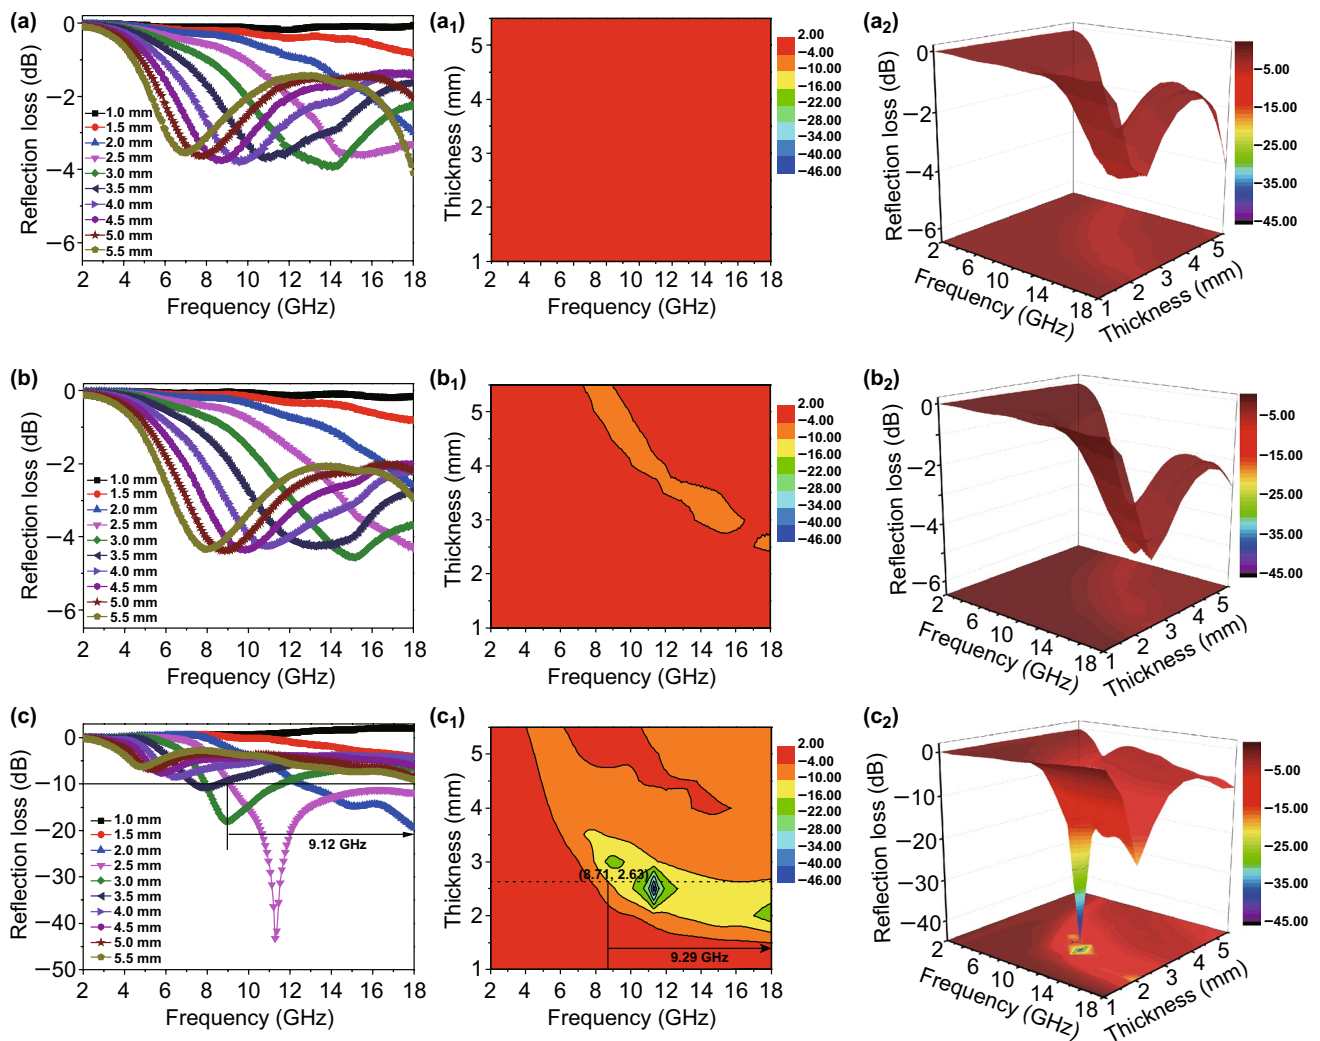 (a)
Reflection loss (dB)
0
−2
−4
−6
1.0 mm
1.5 mm
2.0 mm
2.5 mm
3.0 mm
3.5 mm
4.0 mm
4.5 mm
5.0 mm
5.5 mm
2 4 6 8 10 12 14 16 18
Frequency (GHz)
(a1)
Thickness (mm)
5
4
3
2
1
2 4 6 8 10 12 14 16 18
Frequency (GHz)
2.00
−4.00
−10.00
−16.00
−22.00
−28.00
−34.00
−40.00
−46.00
(a2)
Reflection loss (dB)
0
−2
−4
−6
2 6 10 14 18
Frequency (GHz)
1 2 3 4 5
Thickness (mm)
−5.00
−15.00
−25.00
−35.00
−45.00
(b)
Reflection loss (dB)
0
−2
−4
−6
1.0 mm
1.5 mm
2.0 mm
2.5 mm
3.0 mm
3.5 mm
4.0 mm
4.5 mm
5.0 mm
5.5 mm
2 4 6 8 10 12 14 16 18
Frequency (GHz)
(b1)
Thickness (mm)
5
4
3
2
1
2 4 6 8 10 12 14 16 18
Frequency (GHz)
2.00
−4.00
−10.00
−16.00
−22.00
−28.00
−34.00
−40.00
−46.00
(b2)
Reflection loss (dB)
0
−2
−4
−6
2 6 10 14 18
Frequency (GHz)
1 2 3 4 5
Thickness (mm)
−5.00
−15.00
−25.00
−35.00
−45.00
(c)
Reflection loss (dB)
0
−10
−20
−30
−40
−50
1.0 mm
1.5 mm
2.0 mm
2.5 mm
3.0 mm
3.5 mm
4.0 mm
4.5 mm
5.0 mm
5.5 mm
9.12 GHz
2 4 6 8 10 12 14 16 18
Frequency (GHz)
(c1)
Thickness (mm)
5
4
3
2
1
(8.71, 2.63)
9.29 GHz
2 4 6 8 10 12 14 16 18
Frequency (GHz)
2.00
−4.00
−10.00
−16.00
−22.00
−28.00
−34.00
−40.00
−46.00
(c2)
Reflection loss (dB)
0
−10
−20
−30
−40
2 6 10 14 18
Frequency (GHz)
1 2 3 4 5
Thickness (mm)
−5.00
−15.00
−25.00
−35.00
−45.00